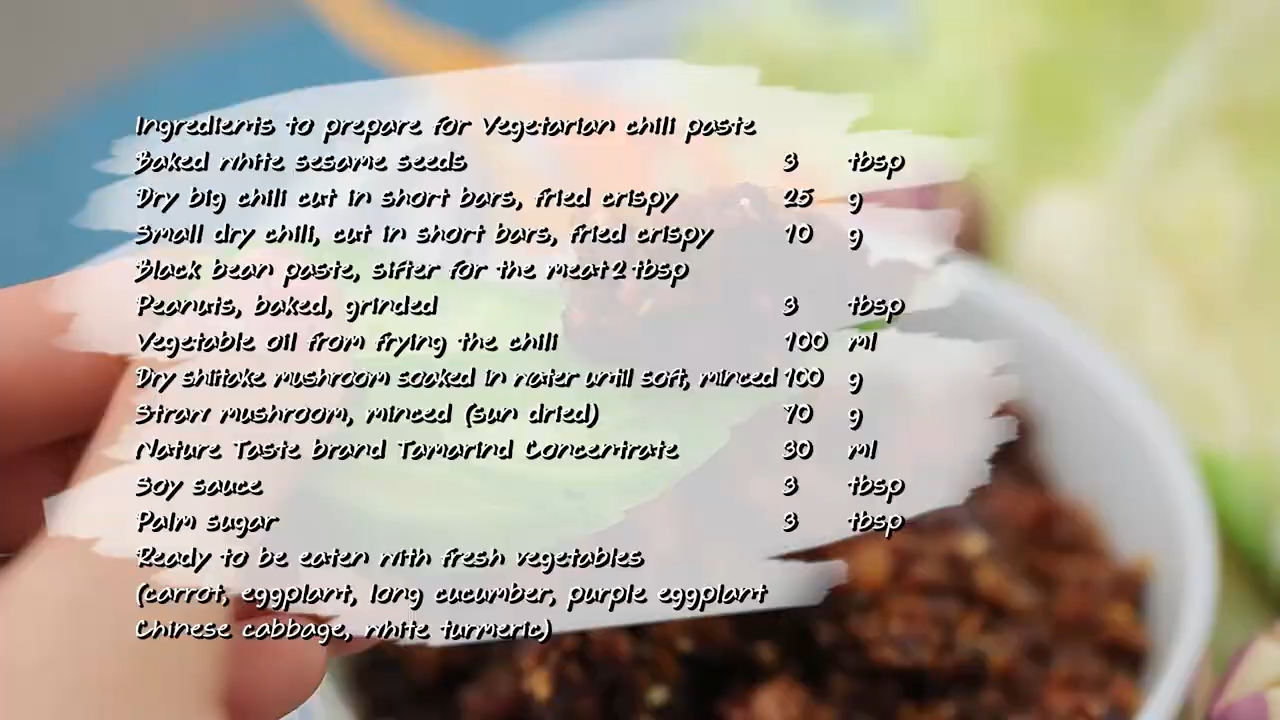 Ingredients to prepare for Vegetarian chili paste
Baked white sesame seeds 3 tbsp
Dry big chili cut in short bars, fried crispy 25 g
Small dry chili, cut in short bars, fried crispy 10 g
Black bean paste, sifter for the meat 2 tbsp
Peanuts, baked, grinded 3 tbsp
Vegetable oil from frying the chili 100 ml
Dry shiitake mushroom soaked in water until soft, minced 100 g
Straw mushroom, minced (sun dried) 70 g
Nature Taste brand Tamarind Concentrate 30 ml
Soy sauce 3 tbsp
Palm sugar 3 tbsp
Ready to be eaten with fresh vegetables
(carrot, eggplant, long cucumber, purple eggplant
Chinese cabbage, white turmeric)